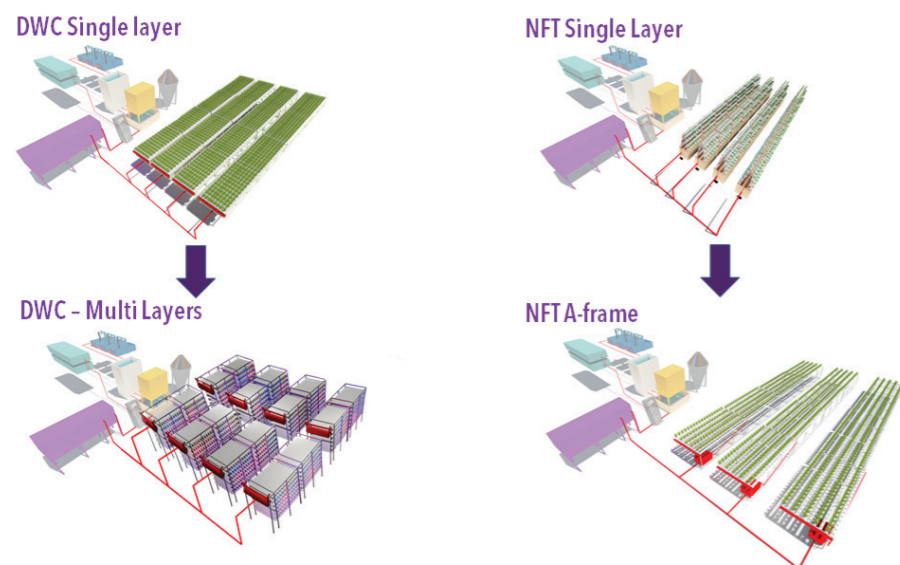 DWC Single layer
NFT Single Layer
DWC – Multi Layers
NFT A-frame